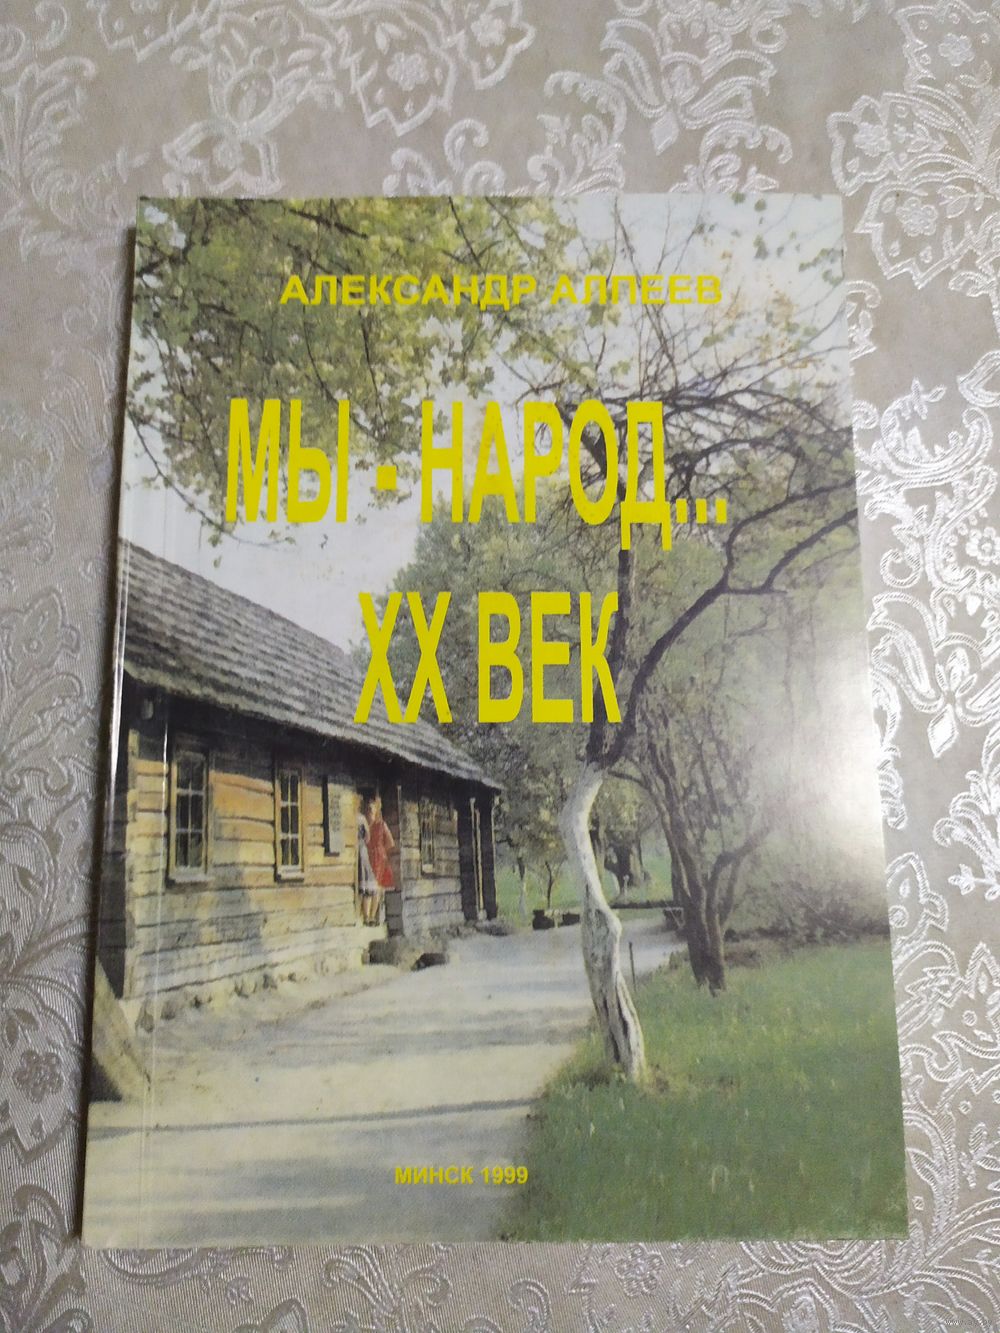 АЛЕКСАНДР АЛПЕЕВ
МЫ - НАРОД...
XX ВЕК
МИНСК 1999